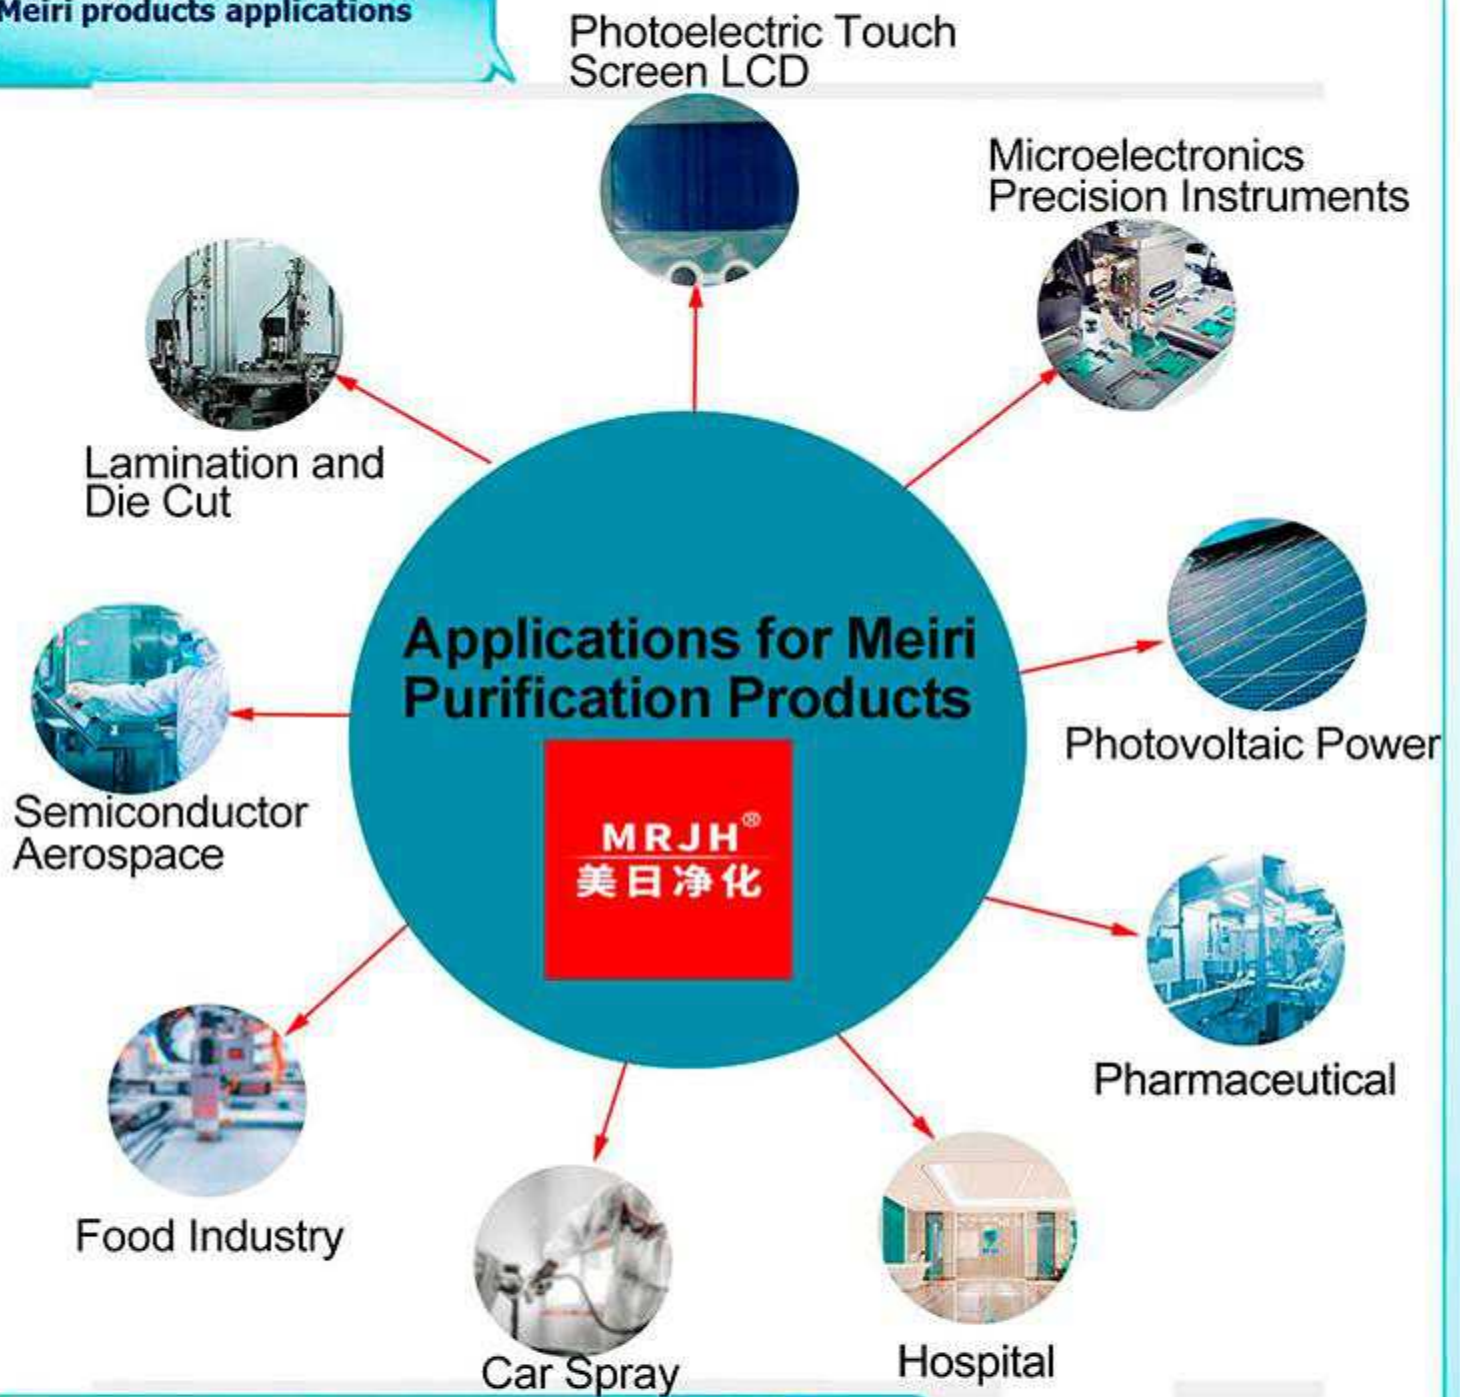 Meiri products applications
Photoelectric Touch
Screen LCD
Microelectronics
Precision Instruments
Lamination and
Die Cut
Applications for Meiri
Purification Products
MRJH®
美日净化
Photovoltaic Power
Semiconductor
Aerospace
Pharmaceutical
Food Industry
Car Spray
Hospital